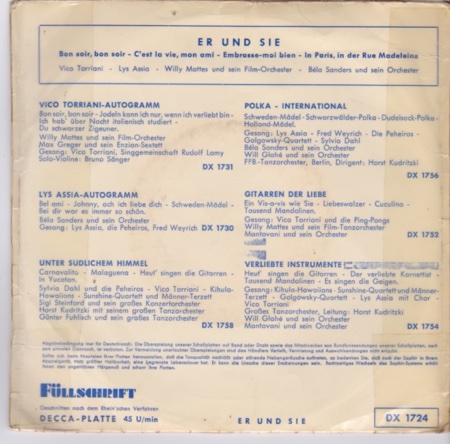 ER UND SIE
Bon soir, bon soir - C'est la vie, mon ami - Embrasse-moi bien - In Paris, in der Rue Madeleine
Vico Torriani - Lys Assia - Willy Mattes und sein Film-Orchester - Béla Sanders und sein Orchester
VICO TORRIANI-AUTOGRAMM
Bon soir, bon soir - Jodeln kann ich nur, wenn ich verliebt bin -
Ich hab' über Nacht italienisch studiert -
Du schwarzer Zigeuner.
Willy Mattes und sein Film-Orchester
Max Greger und sein Enzian-Sextett
Gesang: Vico Torriani, Singgemeinschaft Rudolf Lamy
Solo-Violine: Bruno Sänger
DX 1731
LYS ASSIA-AUTOGRAMM
Bel ami - Johnny, ach ich liebe dich - Schweden-Mädel -
Bei dir war es immer so schön.
Béla Sanders und sein Orchester
Gesang: Lys Assia, die Peheiros, Fred Weyrich DX 1730
UNTER SUDLICHEM HIMMEL
Carnavalito - Malaguena - Heut' singen die Gitarren -
In Yucatan.
Sylvia Dahl und die Peheiros - Vico Torriani - Kihula-
Hawaiians - Sunshine-Quartett und Männer-Terzett
Sigi Steinford und sein großes Konzertorchester
Horst Kudritzki mit seinem großen Tanzorchester
Günter Fuhlisch und sein großes Tanzorchester
DX 1758
POLKA - INTERNATIONAL
Schweden-Mädel - Schwarzwälder-Polka - Dudelsack-Polka -
Holland-Mädel.
Gesang: Lys Assia - Fred Weyrich - Die Peheiros -
Golgowsky-Quartett - Sylvia Dahl
Béla Sanders und sein Orchester
Will Glahé und sein Orchester
FFB-Tanzorchester, Berlin, Dirigent: Horst Kudritzki
DX 1756
GITARREN DER LIEBE
Ein Vis-a-vis wie Sie - Liebeswalzer - Cuculino -
Tausend Mandolinen.
Gesang: Vico Torriani und die Ping-Pongs
Willy Mattes und sein Film-Tanzorchester
Mantovani und sein Orchester
DX 1752
VERLIEBTE INSTRUMENTE
Heut' singen die Gitarren - Der verliebte Kornettist -
Tausend Mandolinen - Es singen die Geigen.
Gesang: Kihula-Hawaiians - Sunshine-Quartett und Männer-
Terzett - Golgowsky-Quartett - Lys Assia mit Chor -
Vico Torriani
Großes Tanzorchester, Leitung: Horst Kudritzki
Will Glahé und sein Orchester
Mantovani und sein Orchester
DX 1754
FÜLLSCHRIFT
Geschnitten nach dem Rhein'schen Verfahren
DECCA-PLATTE 45 U/min
ER UND SIE
DX 1724